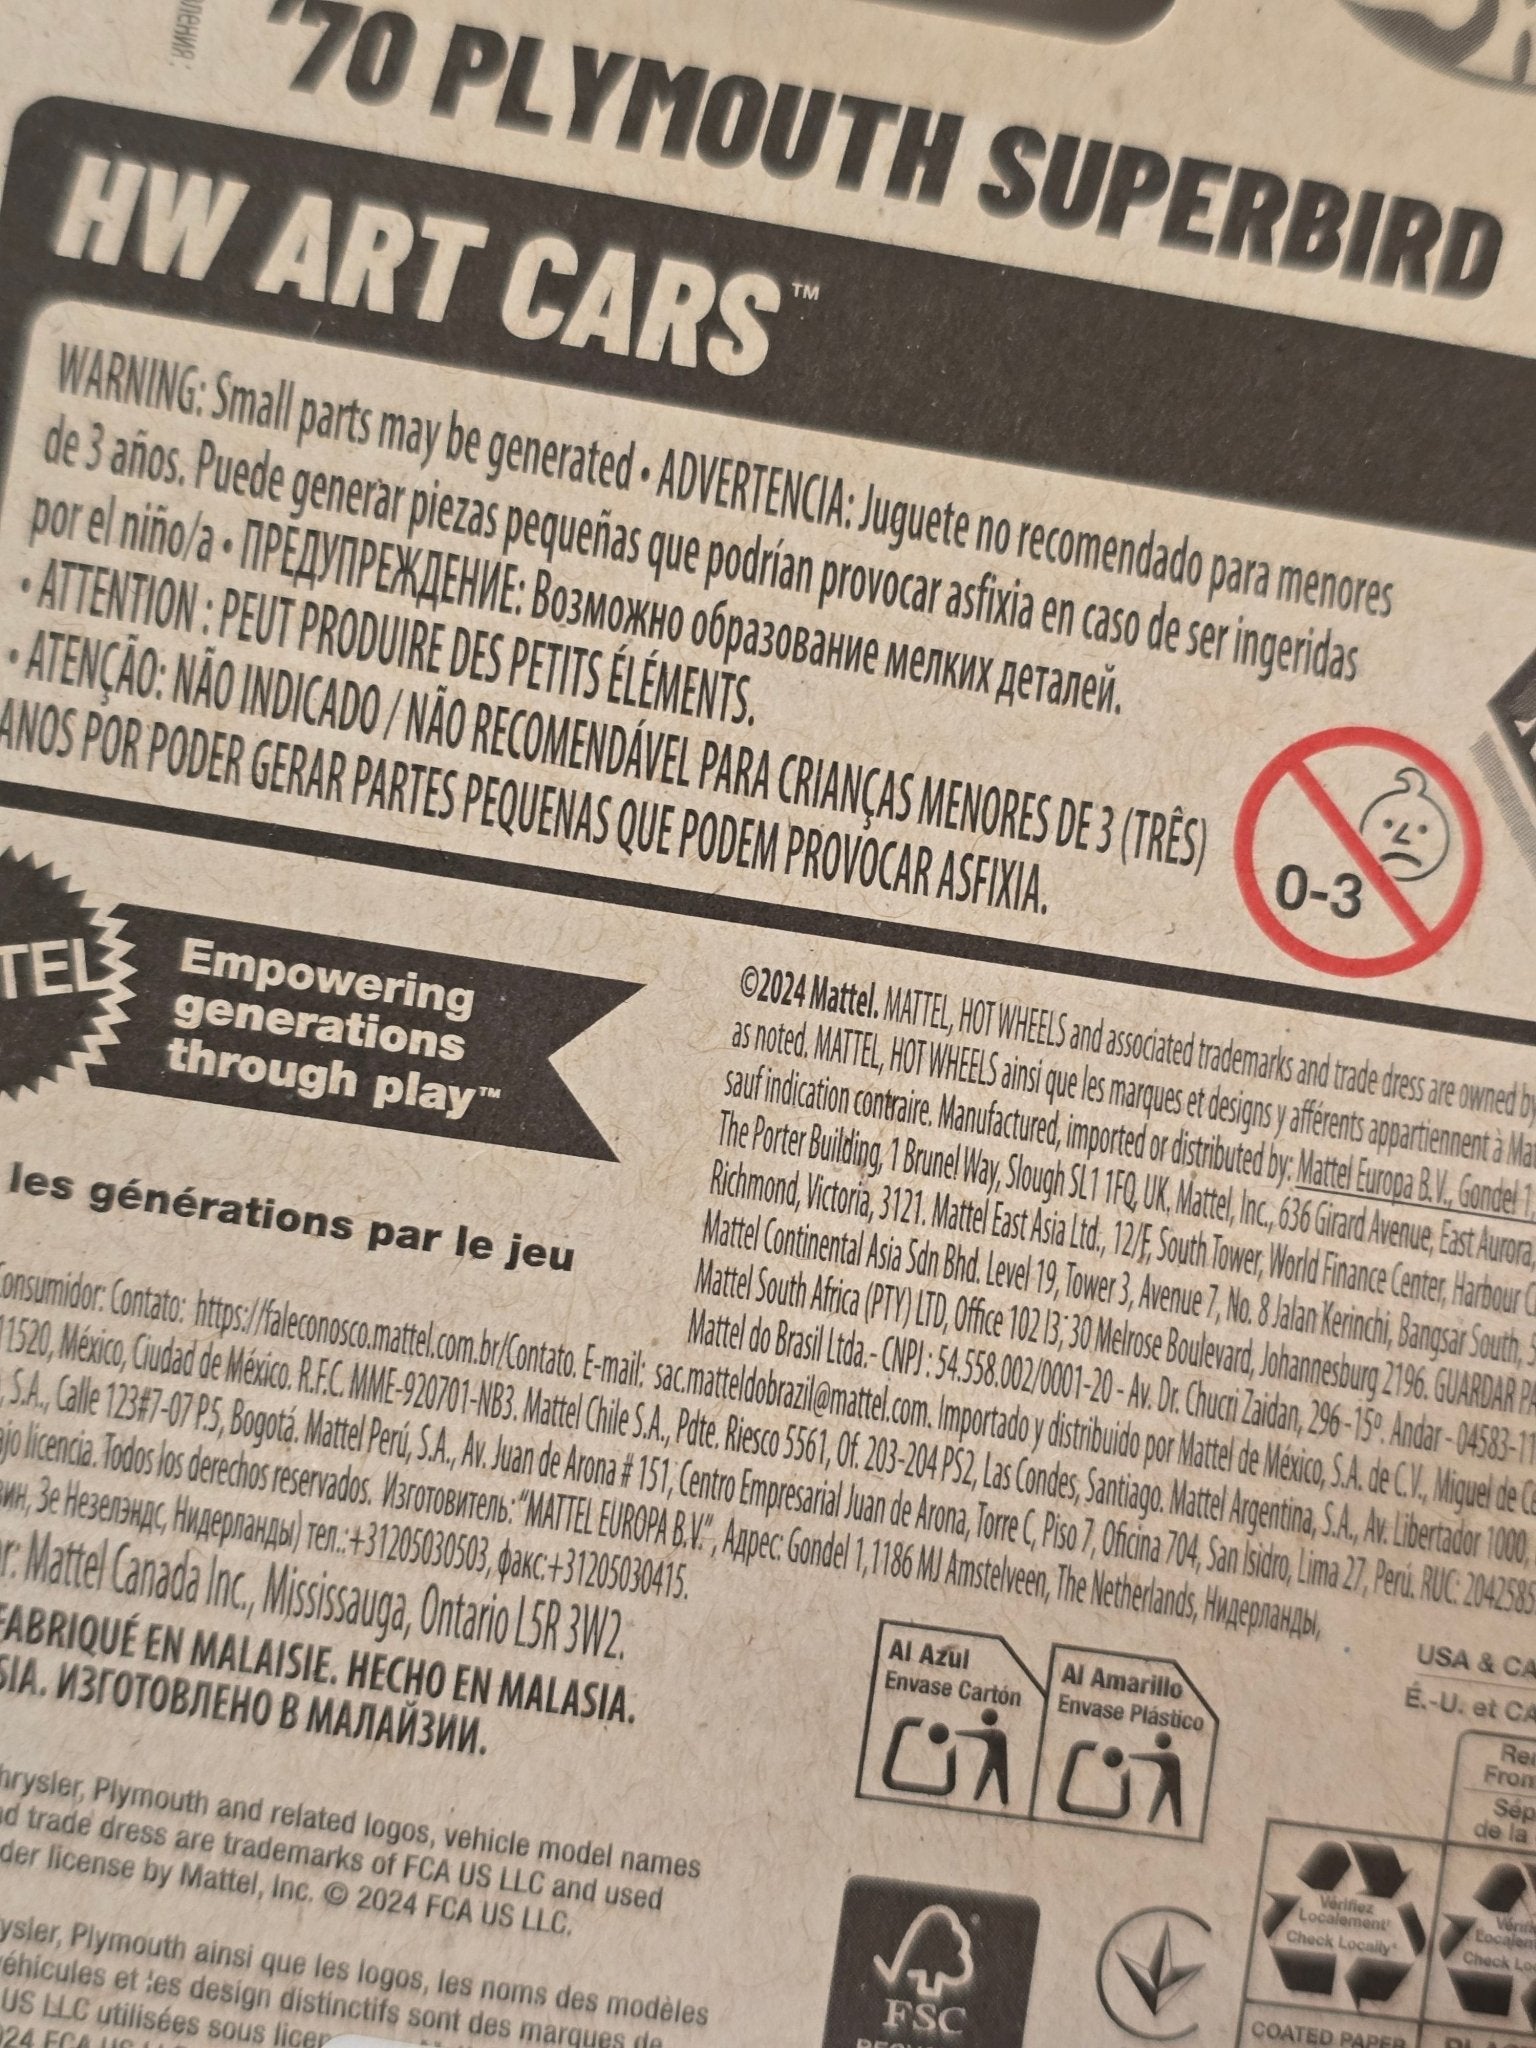 '70 PLYMOUTH SUPERBIRD
HW ART CARS™
WARNING: Small parts may be generated • ADVERTENCIA: Juguete no recomendado para menores
de 3 años. Puede generar piezas pequeñas que podrían provocar asfixia en caso de ser ingeridas
por el niño/a • ПРЕДУПРЕЖДЕНИЕ: Возможно образование мелких деталей.
• ATTENTION : PEUT PRODUIRE DES PETITS ÉLÉMENTS.
• ATENÇÃO: NÃO INDICADO / NÃO RECOMENDÁVEL PARA CRIANÇAS MENORES DE 3 (TRÊS)
ANOS POR PODER GERAR PARTES PEQUENAS QUE PODEM PROVOCAR ASFIXIA.
0-3
TEL
Empowering
generations
through play™
les générations par le jeu
©2024 Mattel. MATTEL, HOT WHEELS and associated trademarks and trade dress are owned by
as noted. MATTEL, HOT WHEELS ainsi que les marques et designs y afférents appartiennent à
sauf indication contraire. Manufactured, imported or distributed by: Mattel Europa B.V., Gondel 1,
The Porter Building, 1 Brunel Way, Slough SL1 1FQ, UK. Mattel, Inc., 636 Girard Avenue, East Aurora,
Richmond, Victoria, 3121. Mattel East Asia Ltd., 12/F, South Tower, World Finance Center, Harbour
Mattel Continental Asia Sdn Bhd. Level 19, Tower 3, Avenue 7, No. 8 Jalan Kerinchi, Bangsar South,
Mattel South Africa (PTY) LTD, Office 102 I3, 30 Melrose Boulevard, Johannesburg 2196. GUARDAR
Mattel do Brasil Ltda.- CNPJ : 54.558.002/0001-20 - Av. Dr. Chucri Zaidan, 296 -15º. Andar - 04583-11
Consumidor: Contato: https://faleconosco.mattel.com.br/Contato. E-mail: sac.matteldobrazil@mattel.com. Importado y distribuido por Mattel de México, S.A. de C.V., Miguel de
11520, México, Ciudad de México. R.F.C. MME-920701-NB3. Mattel Chile S.A., Pdte. Riesco 5561, Of. 203-204 PS2, Las Condes, Santiago. Mattel Argentina, S.A., Av. Libertador 1000,
, S.A., Calle 123#7-07 P.5, Bogotá. Mattel Perú, S.A., Av. Juan de Arona # 151, Centro Empresarial Juan de Arona, Torre C, Piso 7, Oficina 704, San Isidro, Lima 27, Perú. RUC: 2042585
licencia. Todos los derechos reservados. Изготовитель: "MATTEL EUROPA B.V.", Адрес: Gondel 1, 1186 MJ Amstelveen, The Netherlands, Нидерланды,
Зе Незелэндс, Нидерланды) тел.:+31205030503, факс:+31205030415.
Mattel Canada Inc., Mississauga, Ontario L5R 3W2.
FABRIQUÉ EN MALAISIE. HECHO EN MALASIA.
SIA. ИЗГОТОВЛЕНО В МАЛАЙЗИИ.
Al Azul
Envase Cartón
Al Amarillo
Envase Plástico
USA & CA
É.-U. et CA
From
Sép
de la
hrysler, Plymouth and related logos, vehicle model names
nd trade dress are trademarks of FCA US LLC and used
der license by Mattel, Inc. © 2024 FCA US LLC.
ysler, Plymouth ainsi que les logos, les noms des modèles
véhicules et les design distinctifs sont des marques de
US LLC utilisées sous
FSC
Vérifiez
Localement
Check Locally*
COATED PAPER